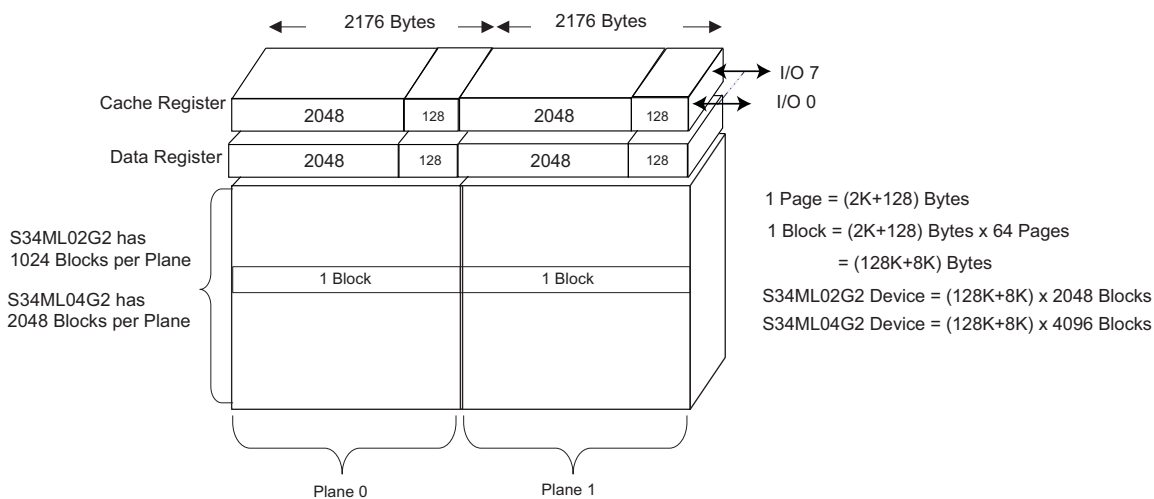 2176 Bytes 2176 Bytes
I/O 7
Cache Register 2048 128 2048 128 I/O 0
Data Register 2048 128 2048 128
1 Page = (2K+128) Bytes
1 Block = (2K+128) Bytes x 64 Pages
= (128K+8K) Bytes
S34ML02G2 Device = (128K+8K) x 2048 Blocks
S34ML04G2 Device = (128K+8K) x 4096 Blocks
S34ML02G2 has
1024 Blocks per Plane
S34ML04G2 has
2048 Blocks per Plane
1 Block 1 Block
Plane 0 Plane 1